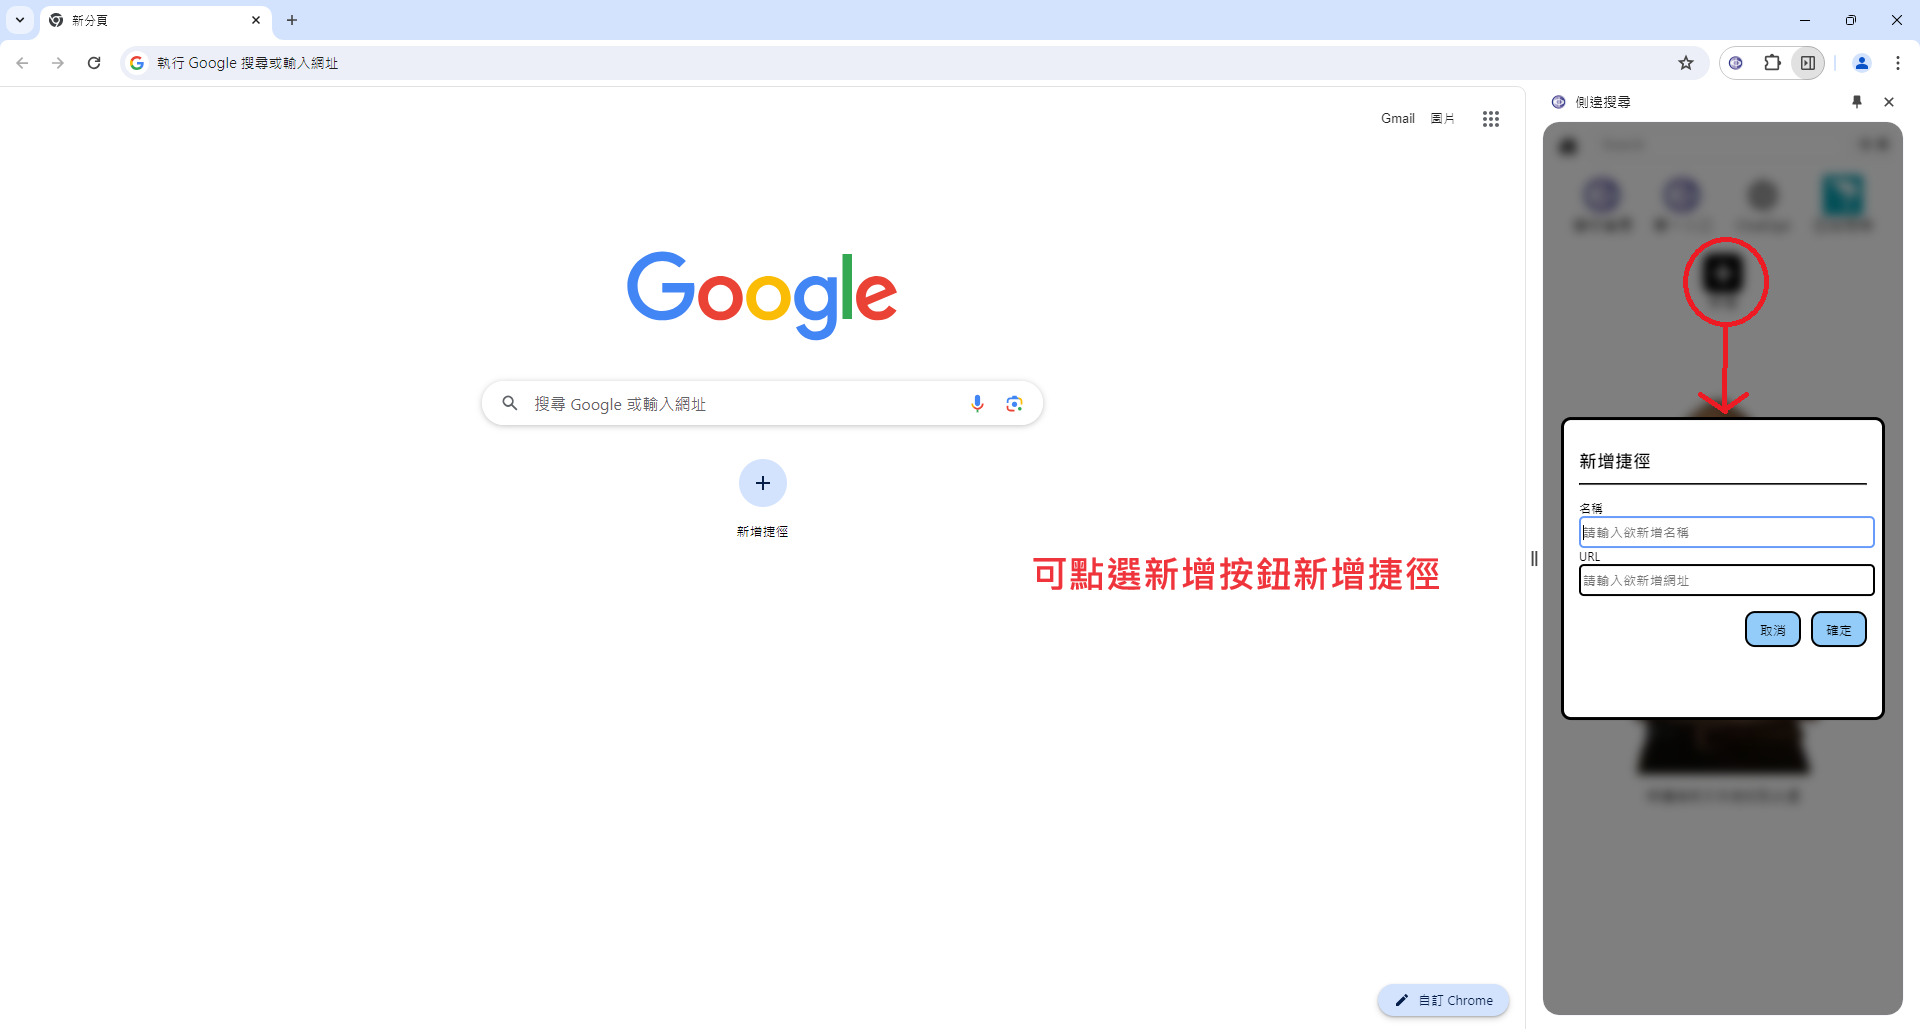 新分頁
執行 Google 搜尋或輸入網址
側邊搜尋
Gmail 圖片
Google
搜尋 Google 或輸入網址
新增捷徑
可點選新增按鈕新增捷徑
新增捷徑
名稱
請輸入欲新增名稱
URL
請輸入欲新增網址
取消 確定
自訂 Chrome